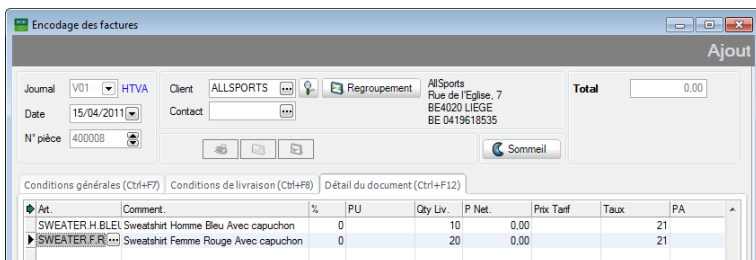 Encodage des factures
Ajout
Journal V01 HTVA Client ALLSPORTS ... Regroupement AllSports Total 0,00
Rue de l'Eglise, 7
Date 15/04/2011 Contact ... BE4020 LIEGE
BE 0419618535
N° pièce 400008 Sommeil
Conditions générales (Ctrl+F7) Conditions de livraison (Ctrl+F8) Détail du document (Ctrl+F12)
Art. Comment. % PU Qty Liv. P Net. Prix Tarif Taux PA
SWEATER.H.BLEU Sweatshirt Homme Bleu Avec capuchon 0 10 0,00 21
SWEATER.F.R ... Sweatshirt Femme Rouge Avec capuchon 0 20 0,00 21